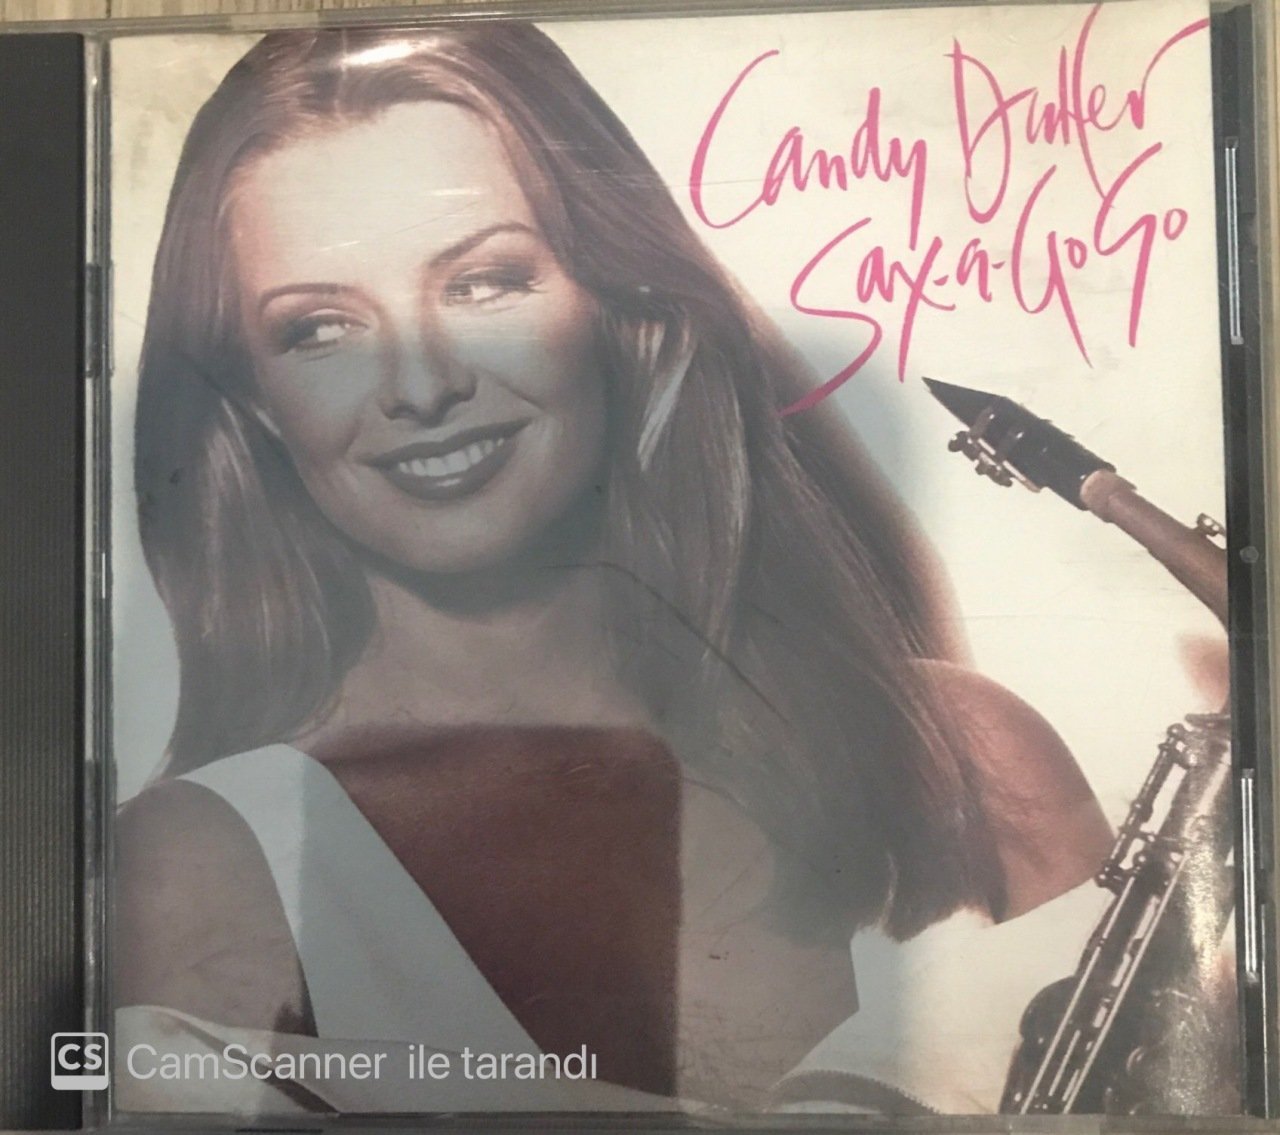 Candy Dulfer
Sax-a-Go Go
CS CamScanner ile tarandı